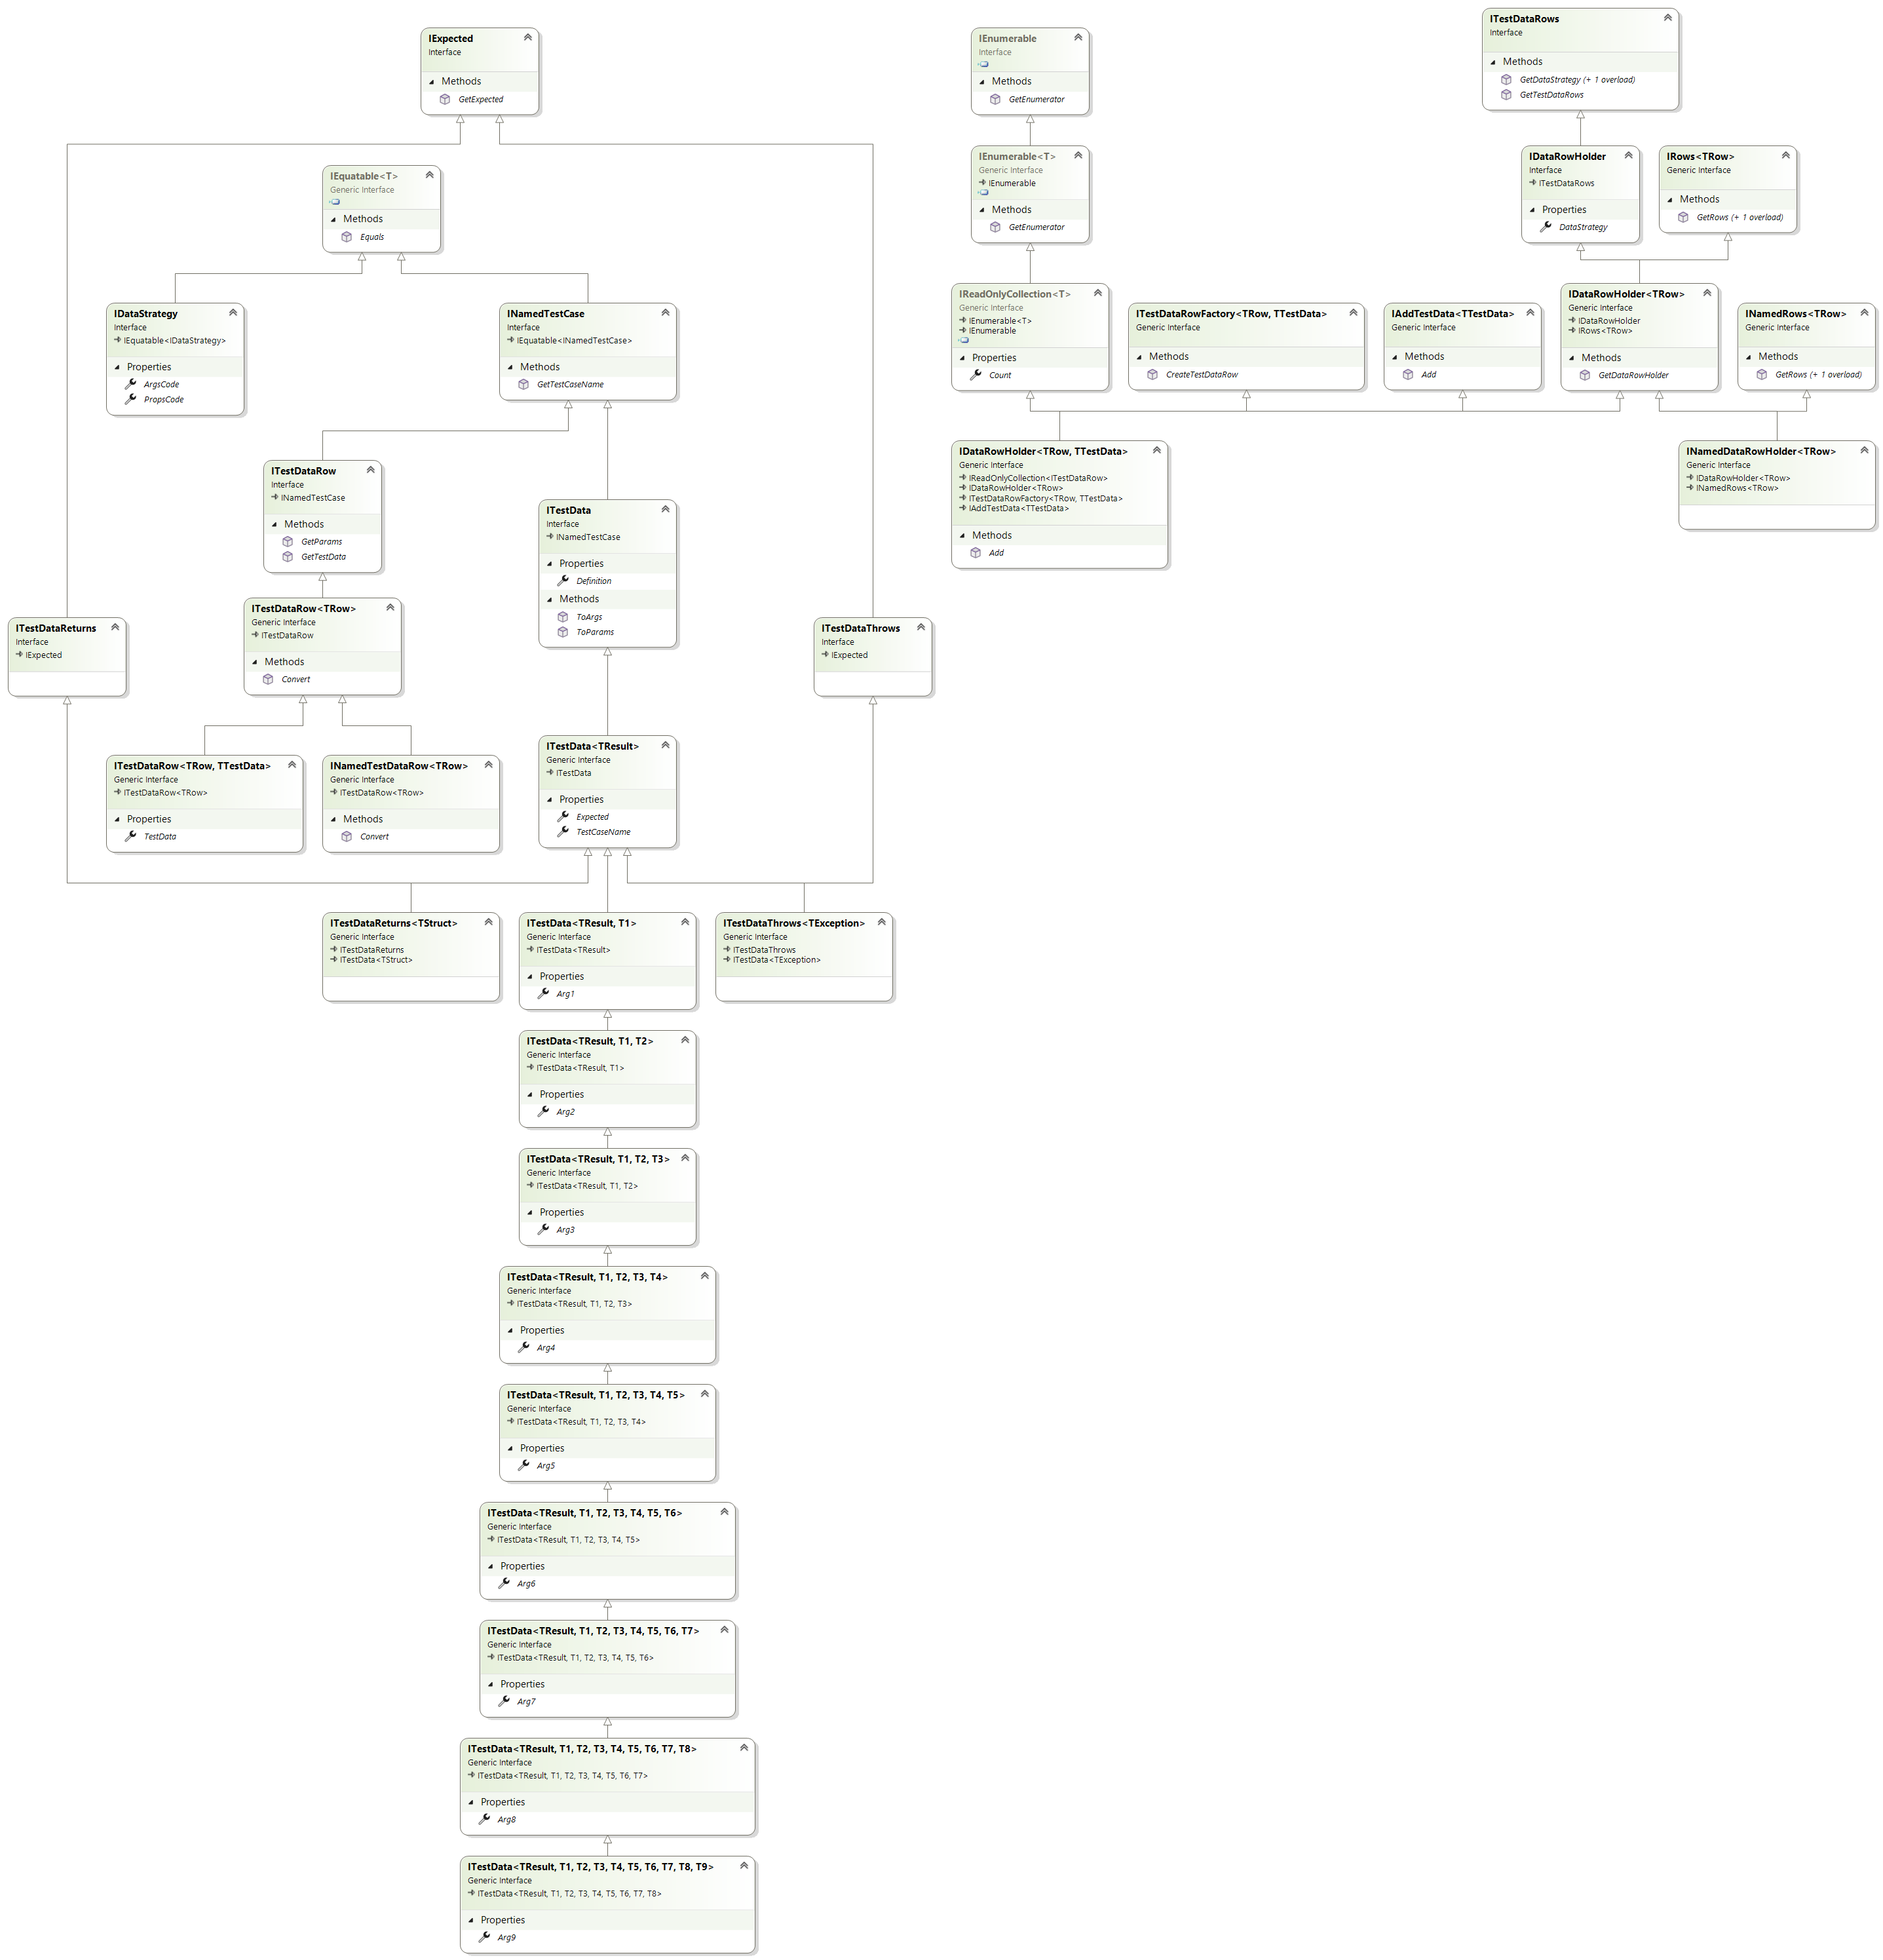 IExpected
Interface
Methods
GetExpected
IEquatable<T>
Generic Interface
Methods
Equals
IDataStrategy
Interface
IEquatable<IDataStrategy>
Properties
ArgsCode
PropsCode
INamedTestCase
Interface
IEquatable<INamedTestCase>
Methods
GetTestCaseName
ITestDataRow
Interface
INamedTestCase
Methods
GetParams
GetTestData
ITestData
Interface
INamedTestCase
Properties
Definition
Methods
ToArgs
ToParams
ITestDataReturns
Interface
IExpected
ITestDataRow<TRow>
Generic Interface
ITestDataRow
Methods
Convert
ITestDataThrows
Interface
IExpected
ITestDataRow<TRow, TTestData>
Generic Interface
ITestDataRow<TRow>
Properties
TestData
INamedTestDataRow<TRow>
Generic Interface
ITestDataRow<TRow>
Methods
Convert
ITestData<TResult>
Generic Interface
ITestData
Properties
Expected
TestCaseName
ITestDataReturns<TStruct>
Generic Interface
ITestDataReturns
ITestData<TStruct>
ITestData<TResult, T1>
Generic Interface
ITestData<TResult>
Properties
Arg1
ITestDataThrows<TException>
Generic Interface
ITestDataThrows
ITestData<TException>
ITestData<TResult, T1, T2>
Generic Interface
ITestData<TResult, T1>
Properties
Arg2
ITestData<TResult, T1, T2, T3>
Generic Interface
ITestData<TResult, T1, T2>
Properties
Arg3
ITestData<TResult, T1, T2, T3, T4>
Generic Interface
ITestData<TResult, T1, T2, T3>
Properties
Arg4
ITestData<TResult, T1, T2, T3, T4, T5>
Generic Interface
ITestData<TResult, T1, T2, T3, T4>
Properties
Arg5
ITestData<TResult, T1, T2, T3, T4, T5, T6>
Generic Interface
ITestData<TResult, T1, T2, T3, T4, T5>
Properties
Arg6
ITestData<TResult, T1, T2, T3, T4, T5, T6, T7>
Generic Interface
ITestData<TResult, T1, T2, T3, T4, T5, T6>
Properties
Arg7
ITestData<TResult, T1, T2, T3, T4, T5, T6, T7, T8>
Generic Interface
ITestData<TResult, T1, T2, T3, T4, T5, T6, T7>
Properties
Arg8
ITestData<TResult, T1, T2, T3, T4, T5, T6, T7, T8, T9>
Generic Interface
ITestData<TResult, T1, T2, T3, T4, T5, T6, T7, T8>
Properties
Arg9
IEnumerable
Interface
Methods
GetEnumerator
IEnumerable<T>
Generic Interface
IEnumerable
Methods
GetEnumerator
IReadOnlyCollection<T>
Generic Interface
IEnumerable<T>
IEnumerable
Properties
Count
ITestDataRowFactory<TRow, TTestData>
Generic Interface
Methods
CreateTestDataRow
IAddTestData<TTestData>
Generic Interface
Methods
Add
ITestDataRows
Interface
Methods
GetDataStrategy (+ 1 overload)
GetTestDataRows
IDataRowHolder
Interface
ITestDataRows
Properties
DataStrategy
IRows<TRow>
Generic Interface
Methods
GetRows (+ 1 overload)
IDataRowHolder<TRow>
Generic Interface
IDataRowHolder
IRows<TRow>
Methods
GetDataRowHolder
INamedRows<TRow>
Generic Interface
Methods
GetRows (+ 1 overload)
IDataRowHolder<TRow, TTestData>
Generic Interface
IReadOnlyCollection<ITestDataRow>
IDataRowHolder<TRow>
ITestDataRowFactory<TRow, TTestData>
IAddTestData<TTestData>
Methods
Add
INamedDataRowHolder<TRow>
Generic Interface
IDataRowHolder<TRow>
INamedRows<TRow>